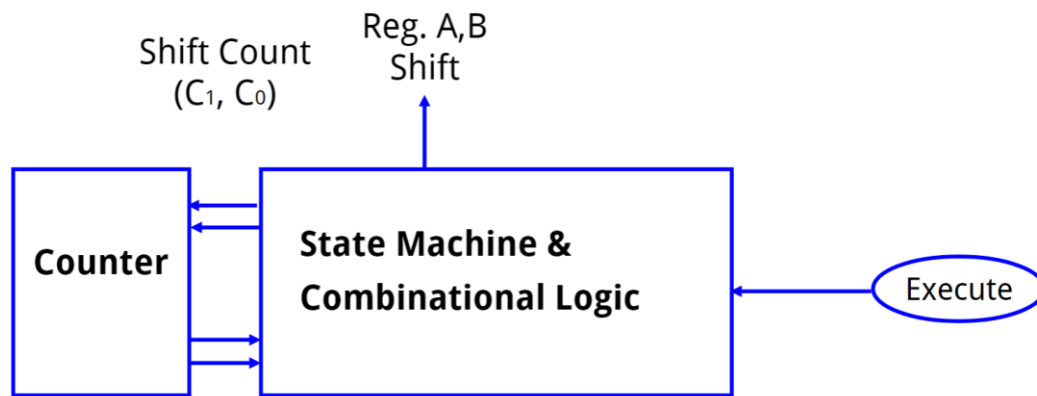 Shift Count
(C₁, C₀)
Reg. A,B
Shift
Counter
State Machine &
Combinational Logic
Execute